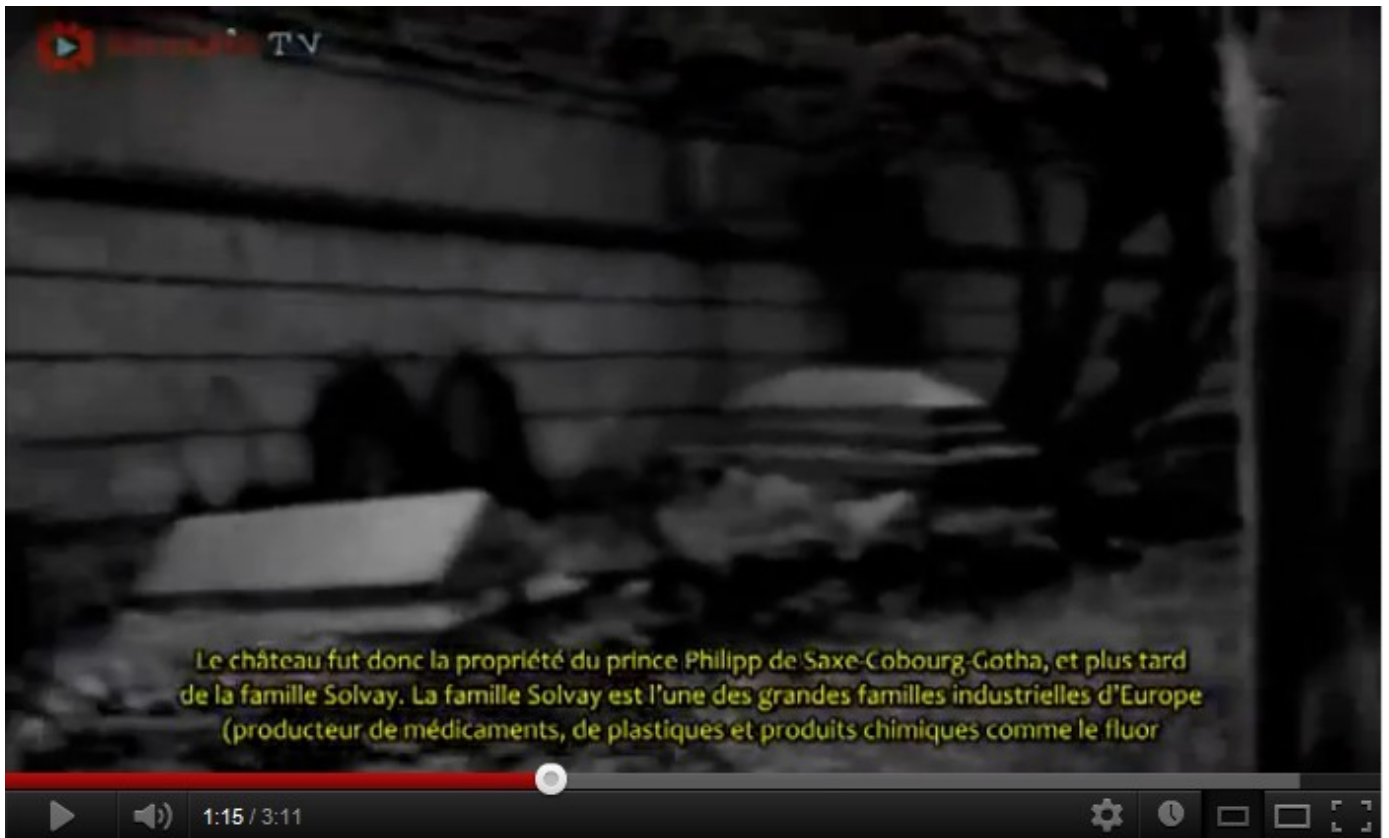 TV
Le château fut donc la propriété du prince Philipp de Saxe-Cobourg-Gotha, et plus tard
de la famille Solvay. La famille Solvay est l'une des grandes familles industrielles d'Europe
(producteur de médicaments, de plastiques et produits chimiques comme le fluor
1:15 / 3:11